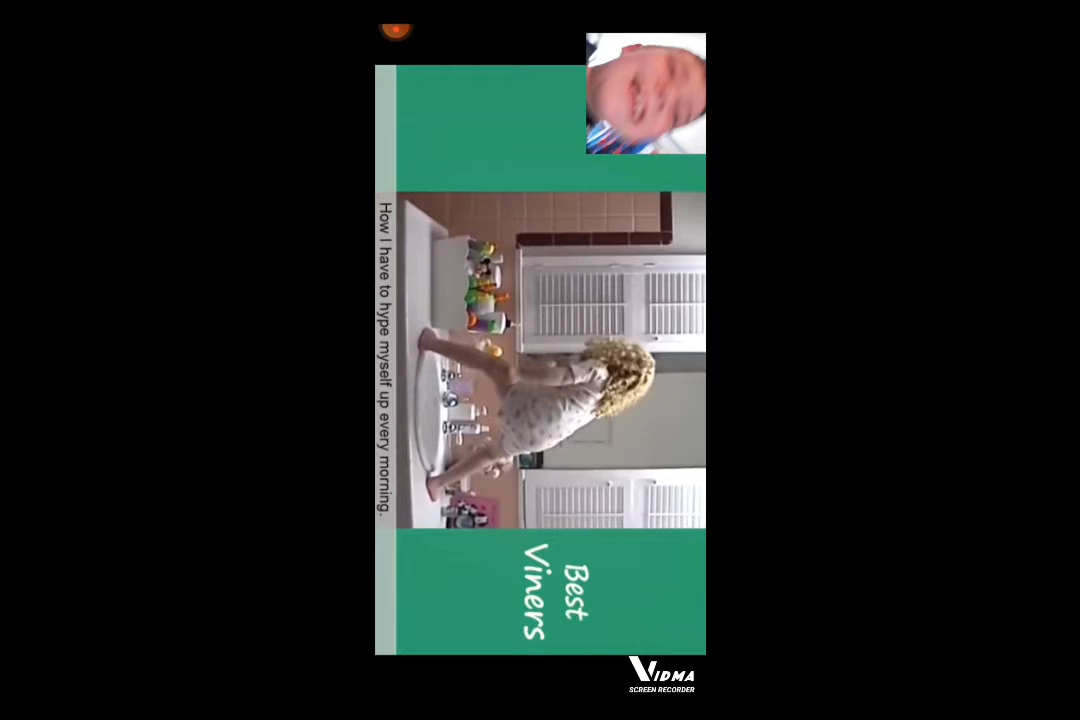 How I have to hype myself up every morning.
Best
Viners
VIDMA
SCREEN RECORDER